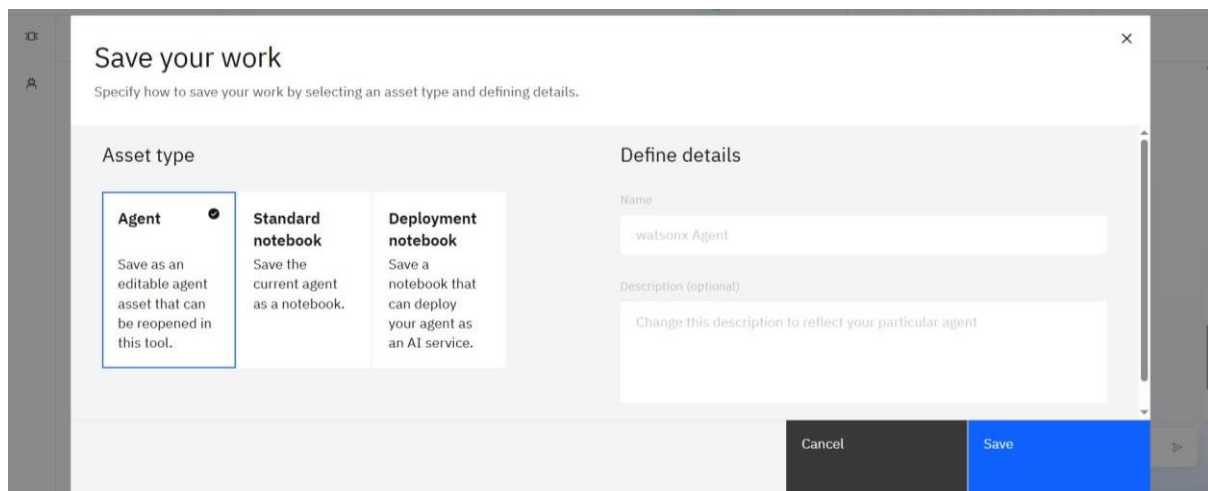 Save your work
Specify how to save your work by selecting an asset type and defining details.
Asset type
Agent
Save as an
editable agent
asset that can
be reopened in
this tool.
Standard
notebook
Save the
current agent
as a notebook.
Deployment
notebook
Save a
notebook that
can deploy
your agent as
an AI service.
Define details
Name
watsonx Agent
Description (optional)
Change this description to reflect your particular agent
Cancel
Save